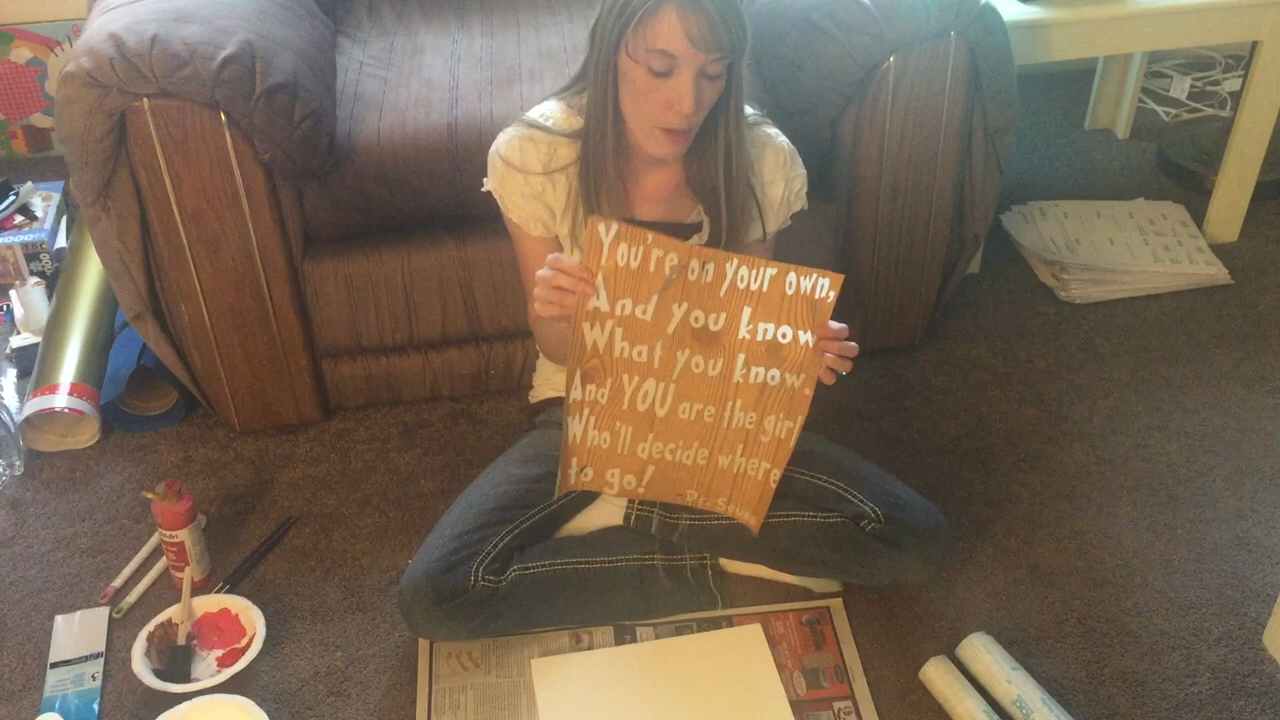 You're on your own,
And you know
What you know.
And YOU are the girl
Who'll decide where
to go!
-Dr. Seuss